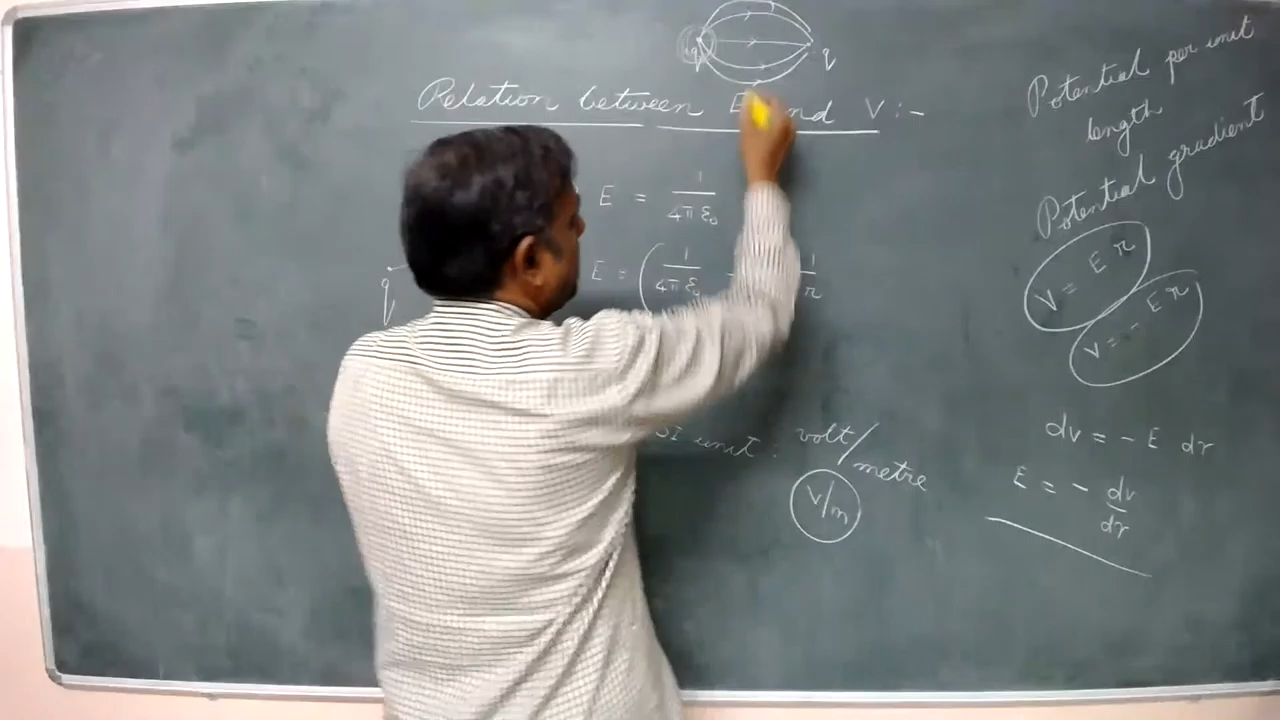 q q
Relation between E and V :-
E = 1/4πε₀
E = ( 1/4πε₀ 1/r
q
SI unit : volt/metre
V/m
Potential per unit
length
Potential gradient
V = E r
V = - E r
dv = - E dr
E = - dv/dr